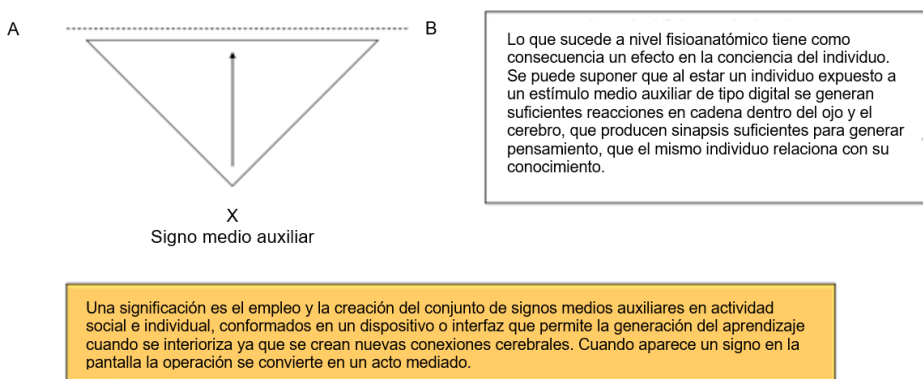 A
B
X
Signo medio auxiliar
Lo que sucede a nivel fisioanatómico tiene como
consecuencia un efecto en la conciencia del individuo.
Se puede suponer que al estar un individuo expuesto a
un estímulo medio auxiliar de tipo digital se generan
suficientes reacciones en cadena dentro del ojo y el
cerebro, que producen sinapsis suficientes para generar
pensamiento, que el mismo individuo relaciona con su
conocimiento.
Una significación es el empleo y la creación del conjunto de signos medios auxiliares en actividad
social e individual, conformados en un dispositivo o interfaz que permite la generación del aprendizaje
cuando se interioriza ya que se crean nuevas conexiones cerebrales. Cuando aparece un signo en la
pantalla la operación se convierte en un acto mediado.